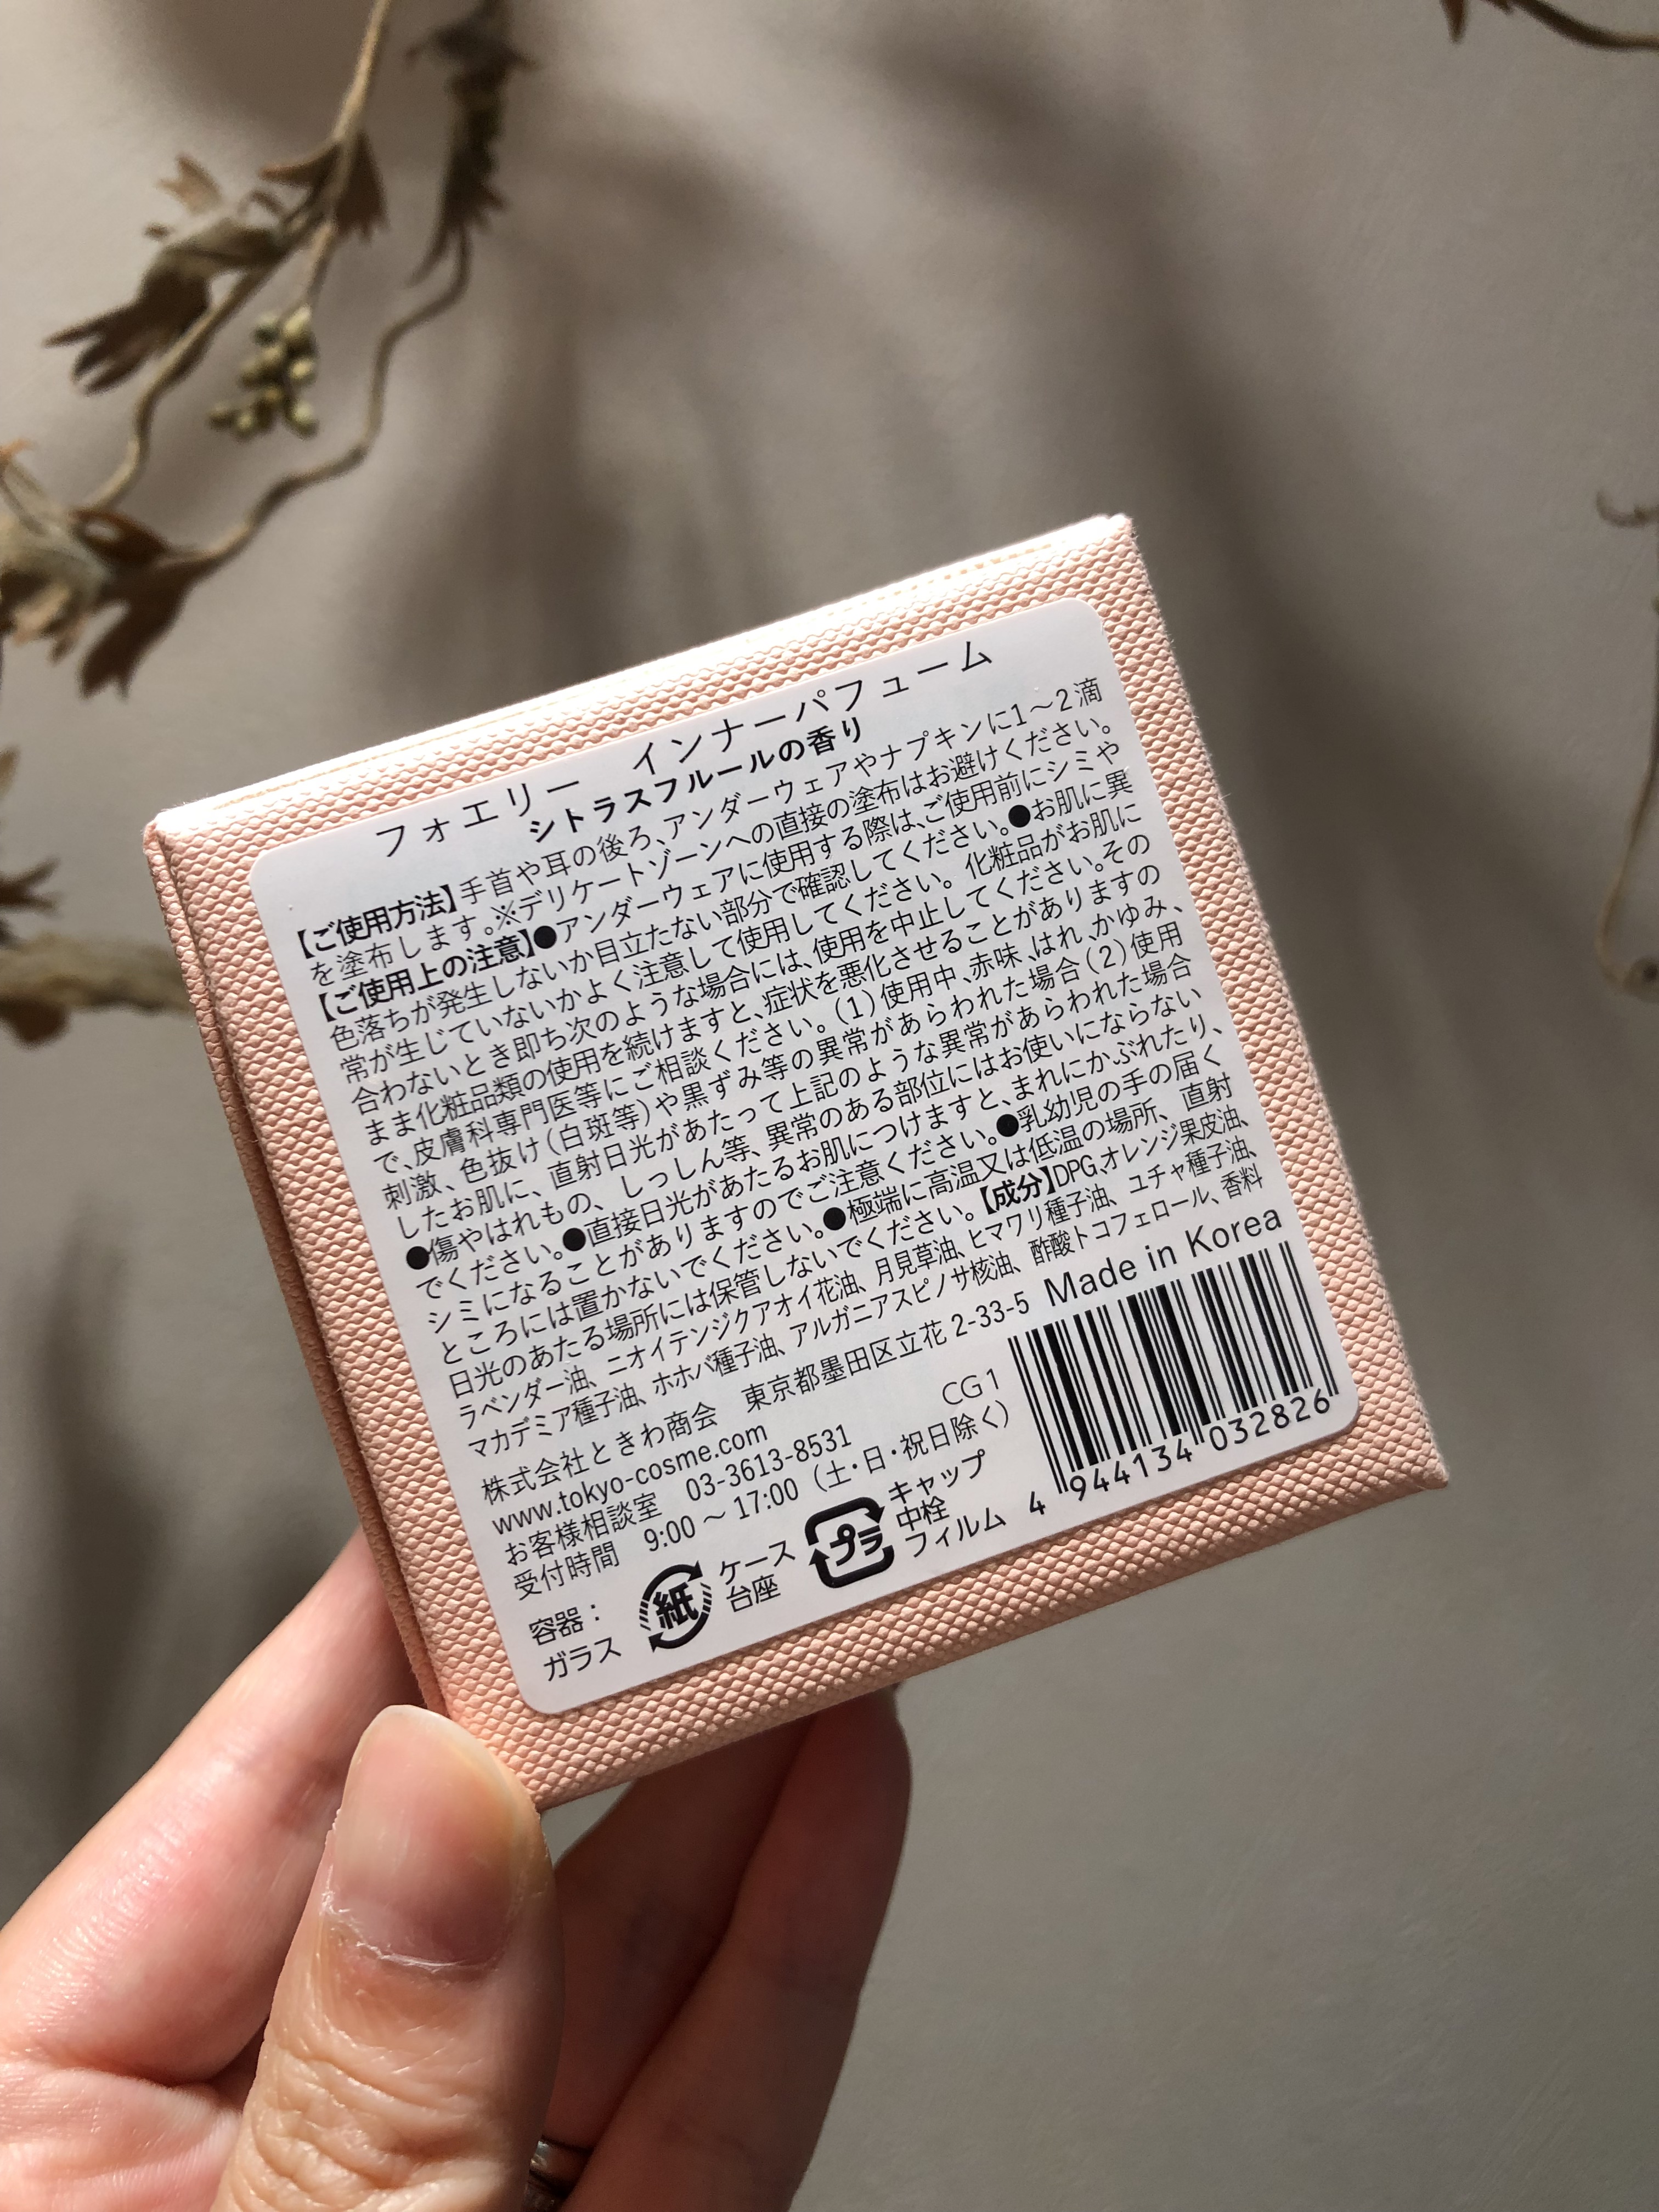 フォエリー　インナーパフューム
シトラスフルールの香り
【ご使用方法】手首や耳の後ろ、アンダーウェアやナプキンに1～2滴
を塗布します。※デリケートゾーンへの直接の塗布はお避けください。
【ご使用上の注意】●アンダーウェアに使用する際は、ご使用前にシミや
色落ちが発生しないか目立たない部分で確認してください。●お肌に異
常が生じていないかよく注意して使用してください。化粧品がお肌に
合わないとき即ち次のような場合には、使用を中止してください。その
まま化粧品類の使用を続けますと、症状を悪化させることがありますの
で、皮膚科専門医等にご相談ください。（1）使用中、赤味、はれ、かゆみ、
刺激、色抜け（白斑等）や黒ずみ等の異常があらわれた場合（2）使用
したお肌に、直射日光があたって上記のような異常があらわれた場合
●傷やはれもの、しっしん等、異常のある部位にはお使いにならない
でください。●直接日光があたるお肌につけますと、まれにかぶれたり、
シミになることがありますのでご注意ください。●乳幼児の手の届く
ところには置かないでください。●極端に高温又は低温の場所、直射
日光のあたる場所には保管しないでください。【成分】DPG、オレンジ果皮油、
ラベンダー油、ニオイテンジクアオイ花油、月見草油、ヒマワリ種子油、ユチャ種子油、
マカデミア種子油、ホホバ種子油、アルガニアスピノサ核油、酢酸トコフェロール、香料
株式会社ときわ商会　東京都墨田区立花 2-33-5 Made in Korea
www.tokyo-cosme.com
お客様相談室　03-3613-8531 CG1
受付時間　9:00 ～ 17:00（土・日・祝日除く）
容器：
ガラス
紙
ケース
台座
プラ
キャップ
中栓
フィルム
4 944134 032826